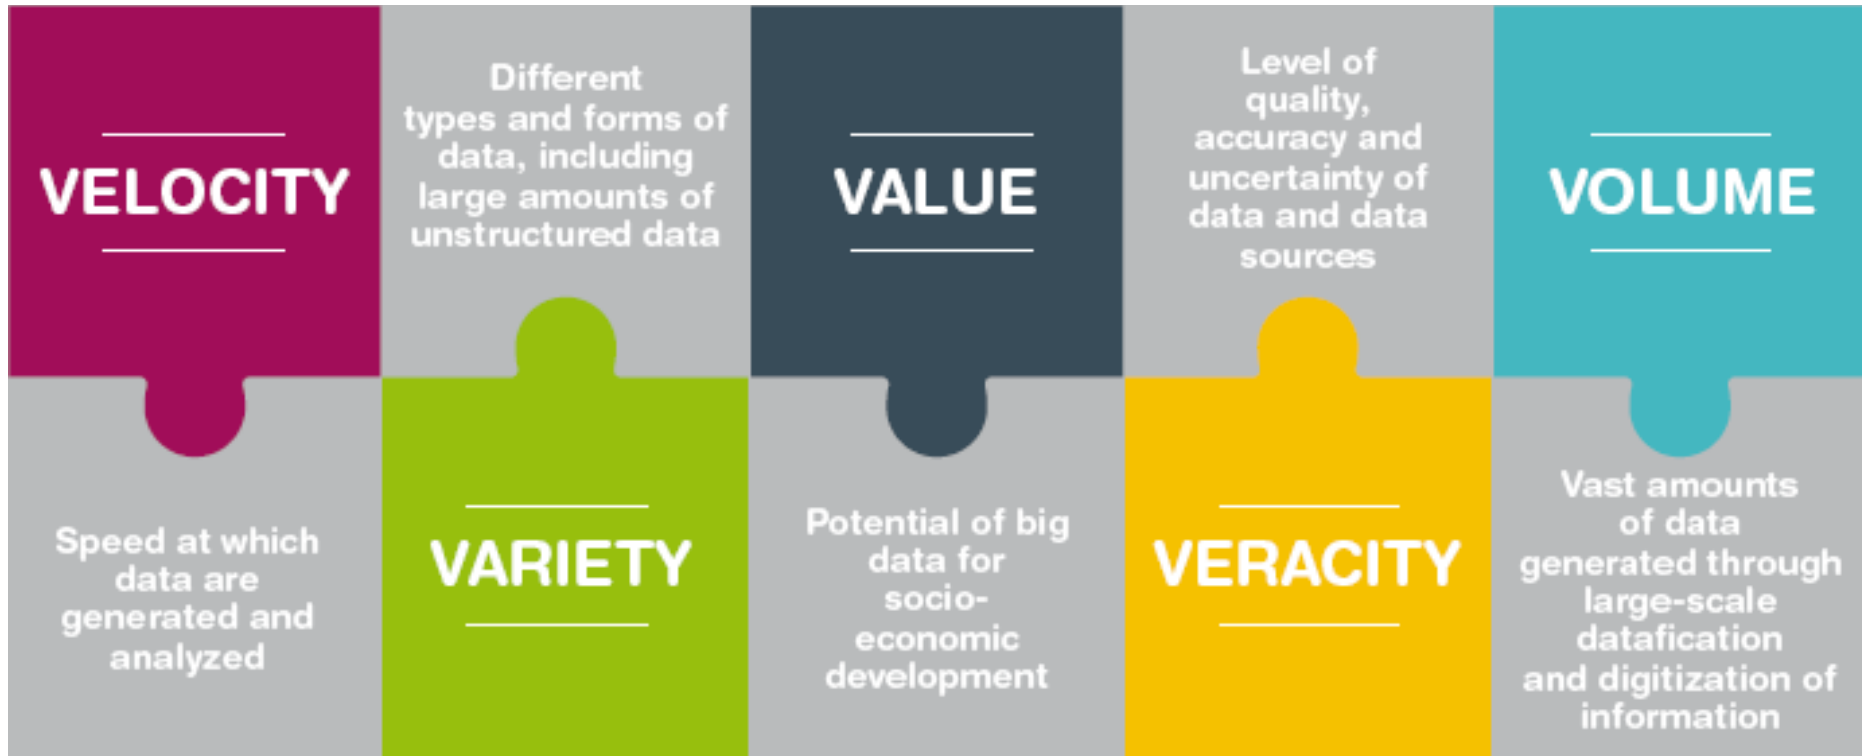 VELOCITY
Speed at which
data are
generated and
analyzed
Different
types and forms of
data, including
large amounts of
unstructured data
VARIETY
VALUE
Potential of big
data for
socio-
economic
development
Level of
quality,
accuracy and
uncertainty of
data and data
sources
VERACITY
VOLUME
Vast amounts
of data
generated through
large-scale
datafication
and digitization of
information